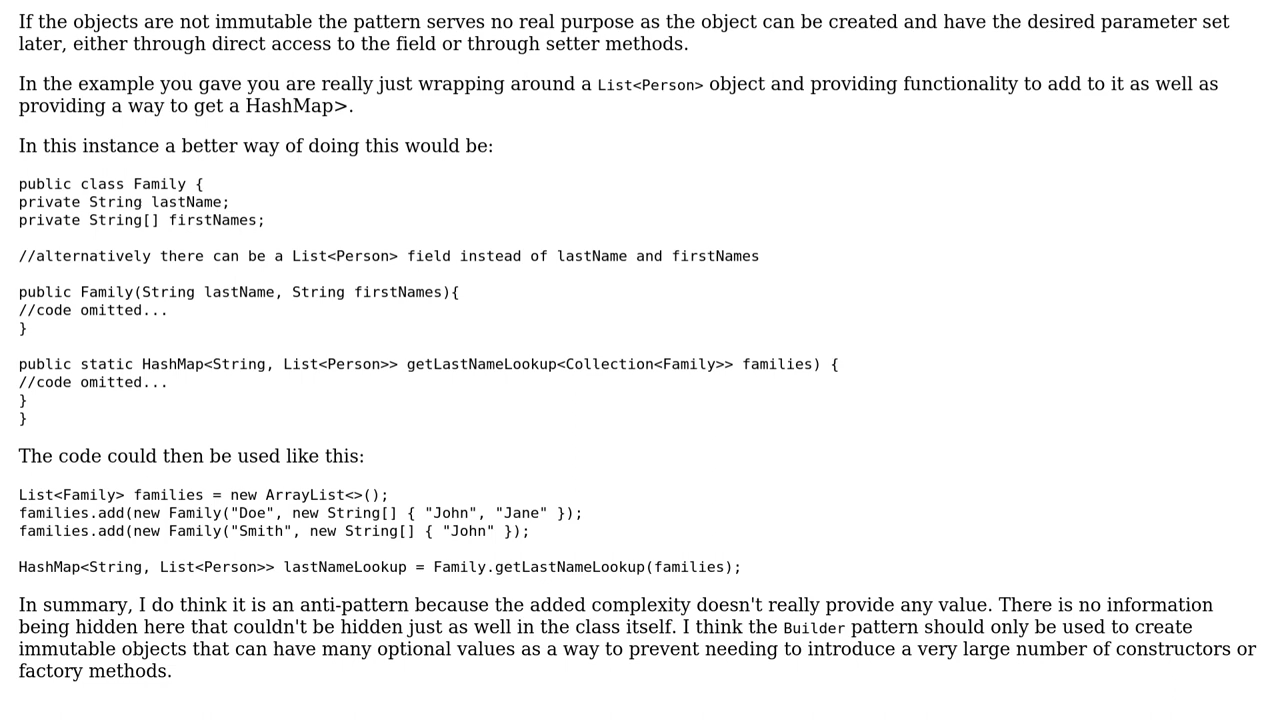 If the objects are not immutable the pattern serves no real purpose as the object can be created and have the desired parameter set
later, either through direct access to the field or through setter methods.
In the example you gave you are really just wrapping around a List<Person> object and providing functionality to add to it as well as
providing a way to get a HashMap>.
In this instance a better way of doing this would be:
public class Family {
private String lastName;
private String[] firstNames;
//alternatively there can be a List<Person> field instead of lastName and firstNames
public Family(String lastName, String firstNames){
//code omitted...
}
public static HashMap<String, List<Person>> getLastNameLookup<Collection<Family>> families) {
//code omitted...
}
}
The code could then be used like this:
List<Family> families = new ArrayList<>();
families.add(new Family("Doe", new String[] { "John", "Jane" });
families.add(new Family("Smith", new String[] { "John" });
HashMap<String, List<Person>> lastNameLookup = Family.getLastNameLookup(families);
In summary, I do think it is an anti-pattern because the added complexity doesn't really provide any value. There is no information
being hidden here that couldn't be hidden just as well in the class itself. I think the Builder pattern should only be used to create
immutable objects that can have many optional values as a way to prevent needing to introduce a very large number of constructors or
factory methods.